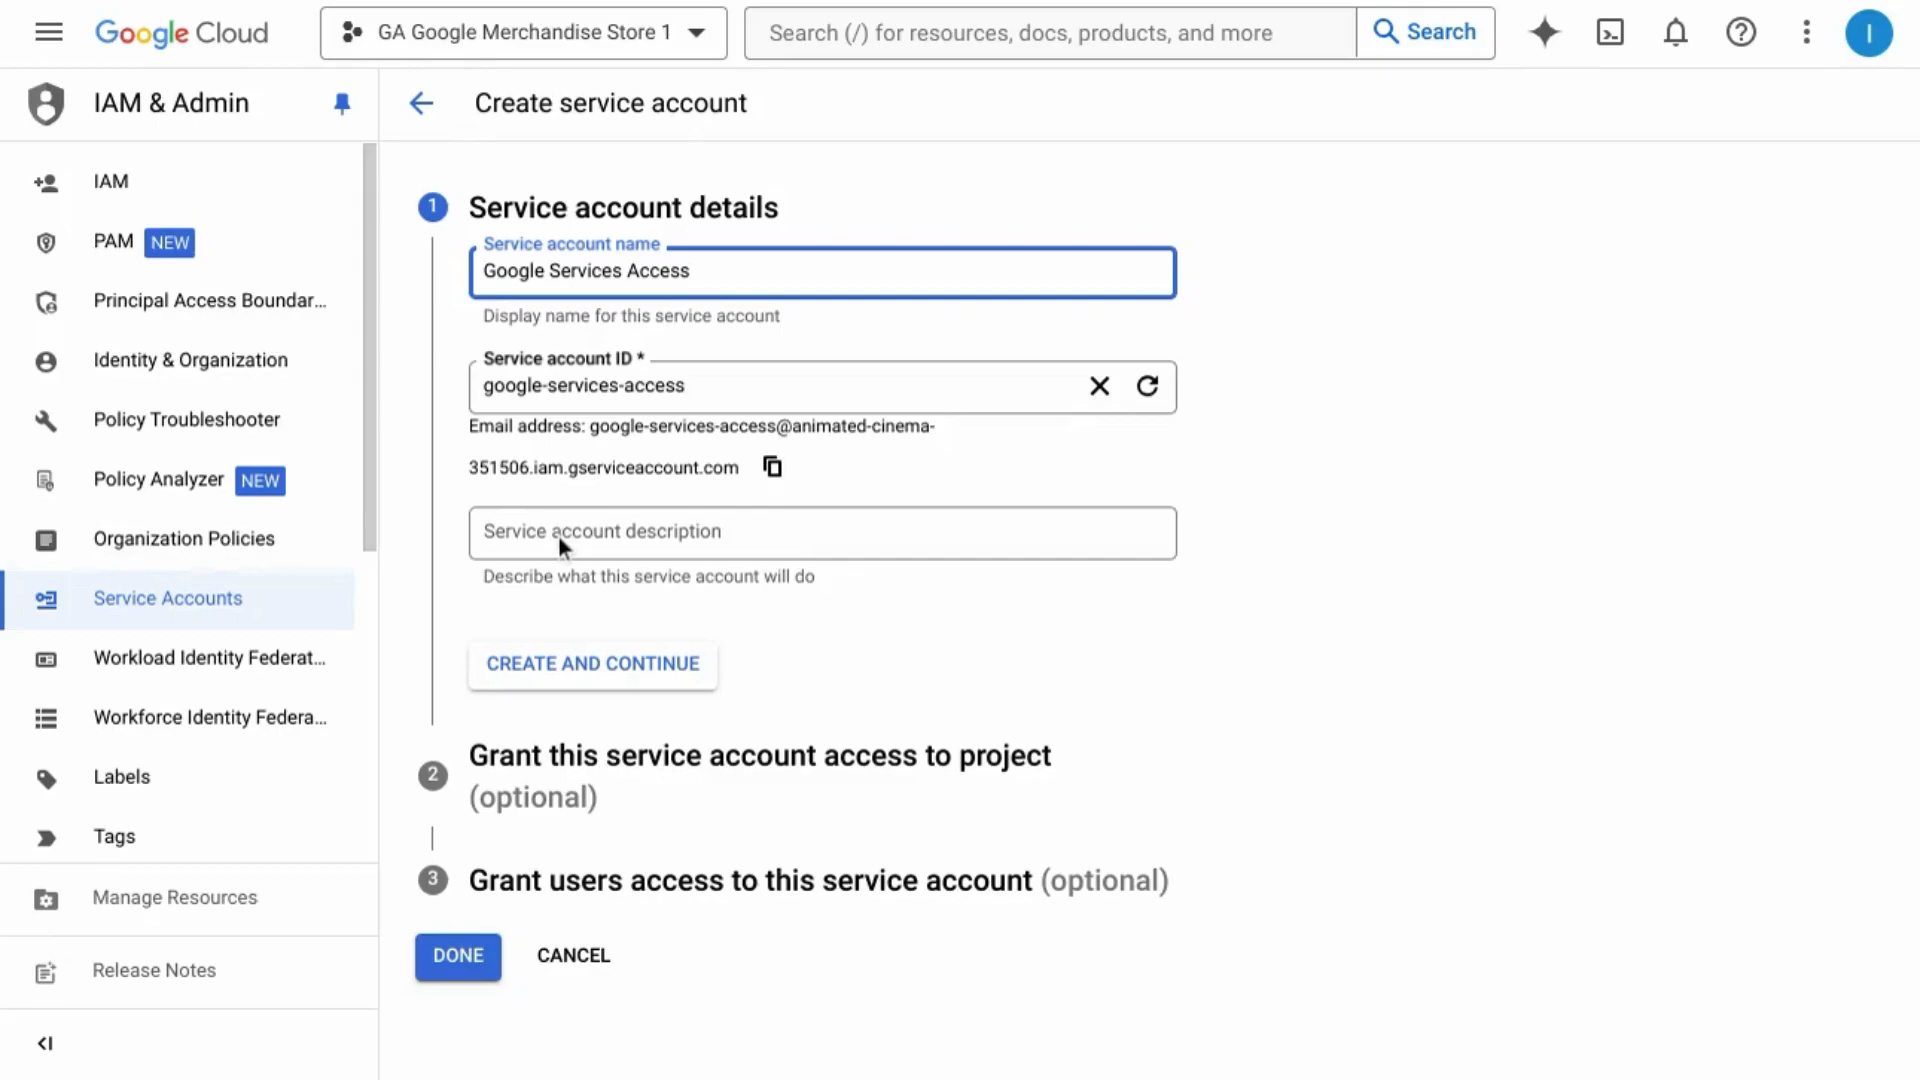 Google Cloud
GA Google Merchandise Store 1
Search (/) for resources, docs, products, and more
Search
I
IAM & Admin
Create service account
IAM
PAM NEW
Principal Access Boundar...
Identity & Organization
Policy Troubleshooter
Policy Analyzer NEW
Organization Policies
Service Accounts
Workload Identity Federat...
Workforce Identity Federa...
Labels
Tags
Manage Resources
Release Notes
1 Service account details
Service account name
Google Services Access
Display name for this service account
Service account ID *
google-services-access
Email address: google-services-access@animated-cinema-
351506.iam.gserviceaccount.com
Service account description
Describe what this service account will do
CREATE AND CONTINUE
2 Grant this service account access to project
(optional)
3 Grant users access to this service account (optional)
DONE CANCEL